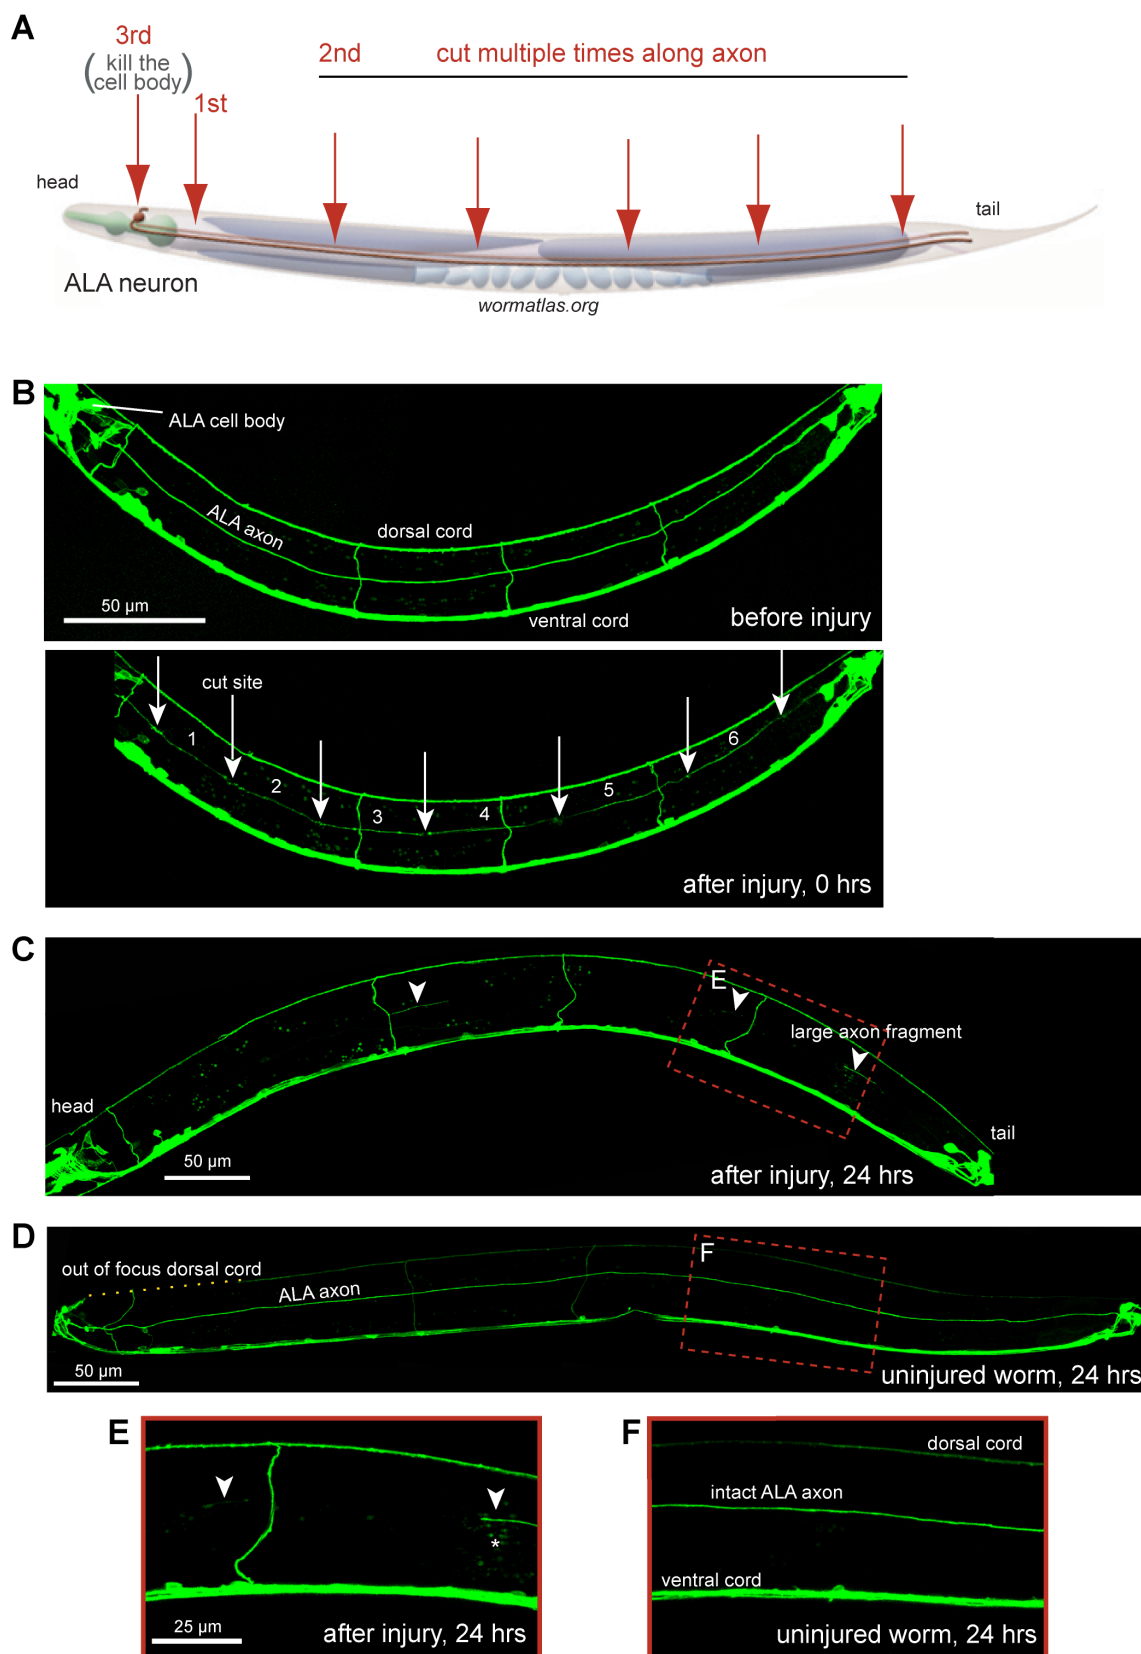 A
3rd
(kill the
cell body)
1st
2nd
cut multiple times along axon
head
tail
ALA neuron
wormatlas.org
B
ALA cell body
ALA axon
dorsal cord
50 µm
ventral cord
before injury
cut site
1
2
3
4
5
6
after injury, 0 hrs
C
E
large axon fragment
head
tail
50 µm
after injury, 24 hrs
D
F
out of focus dorsal cord
ALA axon
50 µm
uninjured worm, 24 hrs
E
*
25 µm
after injury, 24 hrs
F
dorsal cord
intact ALA axon
ventral cord
uninjured worm, 24 hrs